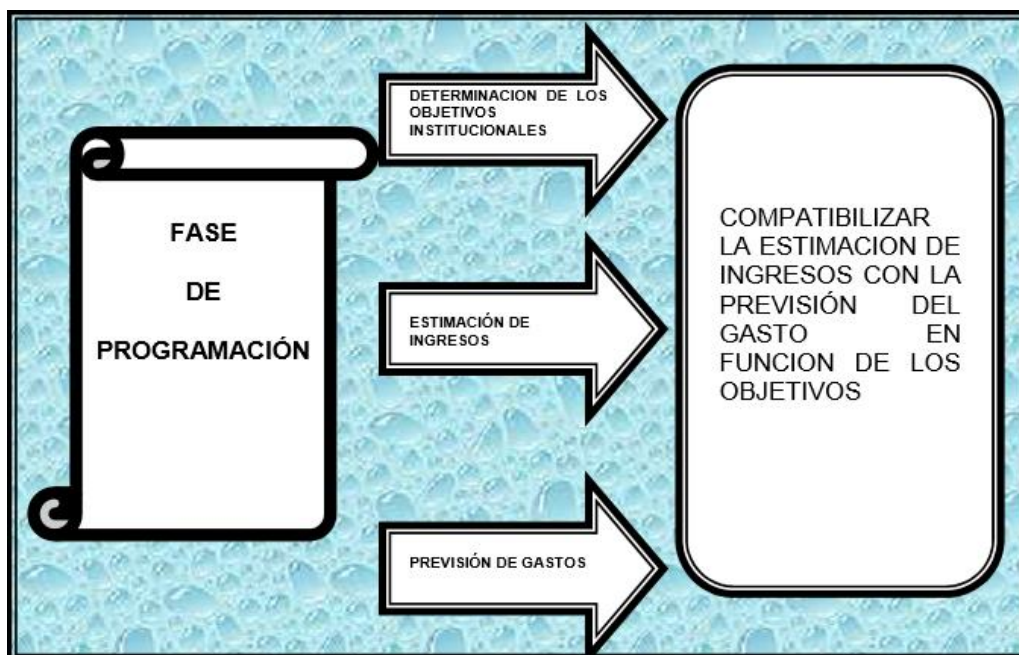 FASE
DE
PROGRAMACIÓN
DETERMINACION DE LOS
OBJETIVOS
INSTITUCIONALES
ESTIMACIÓN DE
INGRESOS
PREVISIÓN DE GASTOS
COMPATIBILIZAR
LA ESTIMACION DE
INGRESOS CON LA
PREVISIÓN DEL
GASTO EN
FUNCION DE LOS
OBJETIVOS